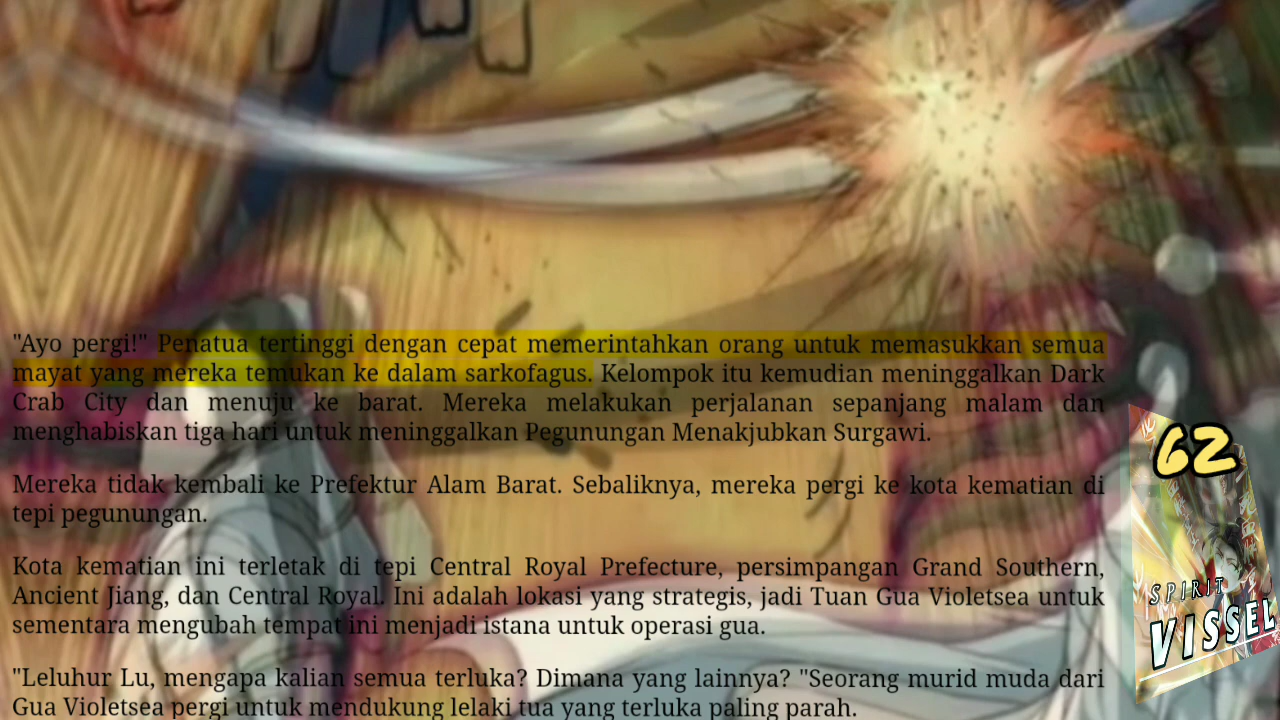 "Ayo pergi!" Penatua tertinggi dengan cepat memerintahkan orang untuk memasukkan semua
mayat yang mereka temukan ke dalam sarkofagus. Kelompok itu kemudian meninggalkan Dark
Crab City dan menuju ke barat. Mereka melakukan perjalanan sepanjang malam dan
menghabiskan tiga hari untuk meninggalkan Pegunungan Menakjubkan Surgawi.
Mereka tidak kembali ke Prefektur Alam Barat. Sebaliknya, mereka pergi ke kota kematian di
tepi pegunungan.
Kota kematian ini terletak di tepi Central Royal Prefecture, persimpangan Grand Southern,
Ancient Jiang, dan Central Royal. Ini adalah lokasi yang strategis, jadi Tuan Gua Violetsea untuk
sementara mengubah tempat ini menjadi istana untuk operasi gua.
"Leluhur Lu, mengapa kalian semua terluka? Dimana yang lainnya? "Seorang murid muda dari
Gua Violetsea pergi untuk mendukung lelaki tua yang terluka paling parah.
62
SPIRIT
VISSEL